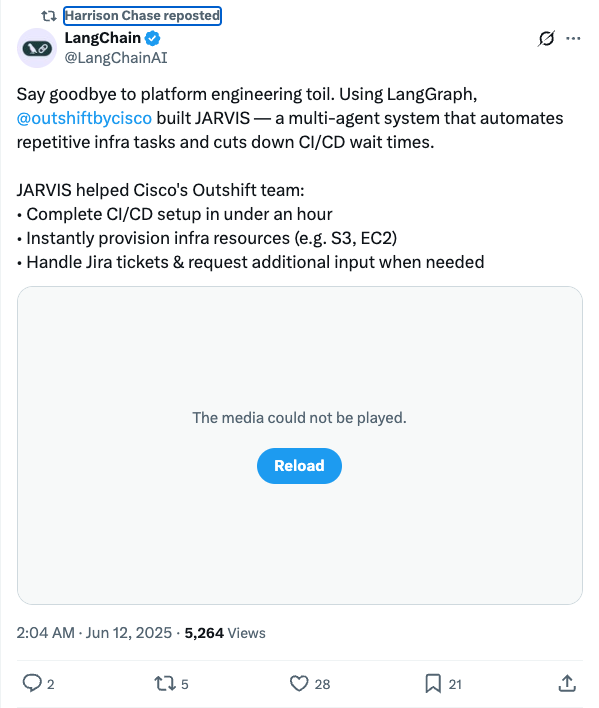 Harrison Chase reposted
LangChain
@LangChainAI
Say goodbye to platform engineering toil. Using LangGraph,
@outshiftbycisco built JARVIS — a multi-agent system that automates
repetitive infra tasks and cuts down CI/CD wait times.
JARVIS helped Cisco's Outshift team:
• Complete CI/CD setup in under an hour
• Instantly provision infra resources (e.g. S3, EC2)
• Handle Jira tickets & request additional input when needed
The media could not be played.
Reload
2:04 AM · Jun 12, 2025 · 5,264 Views
2 5 28 21